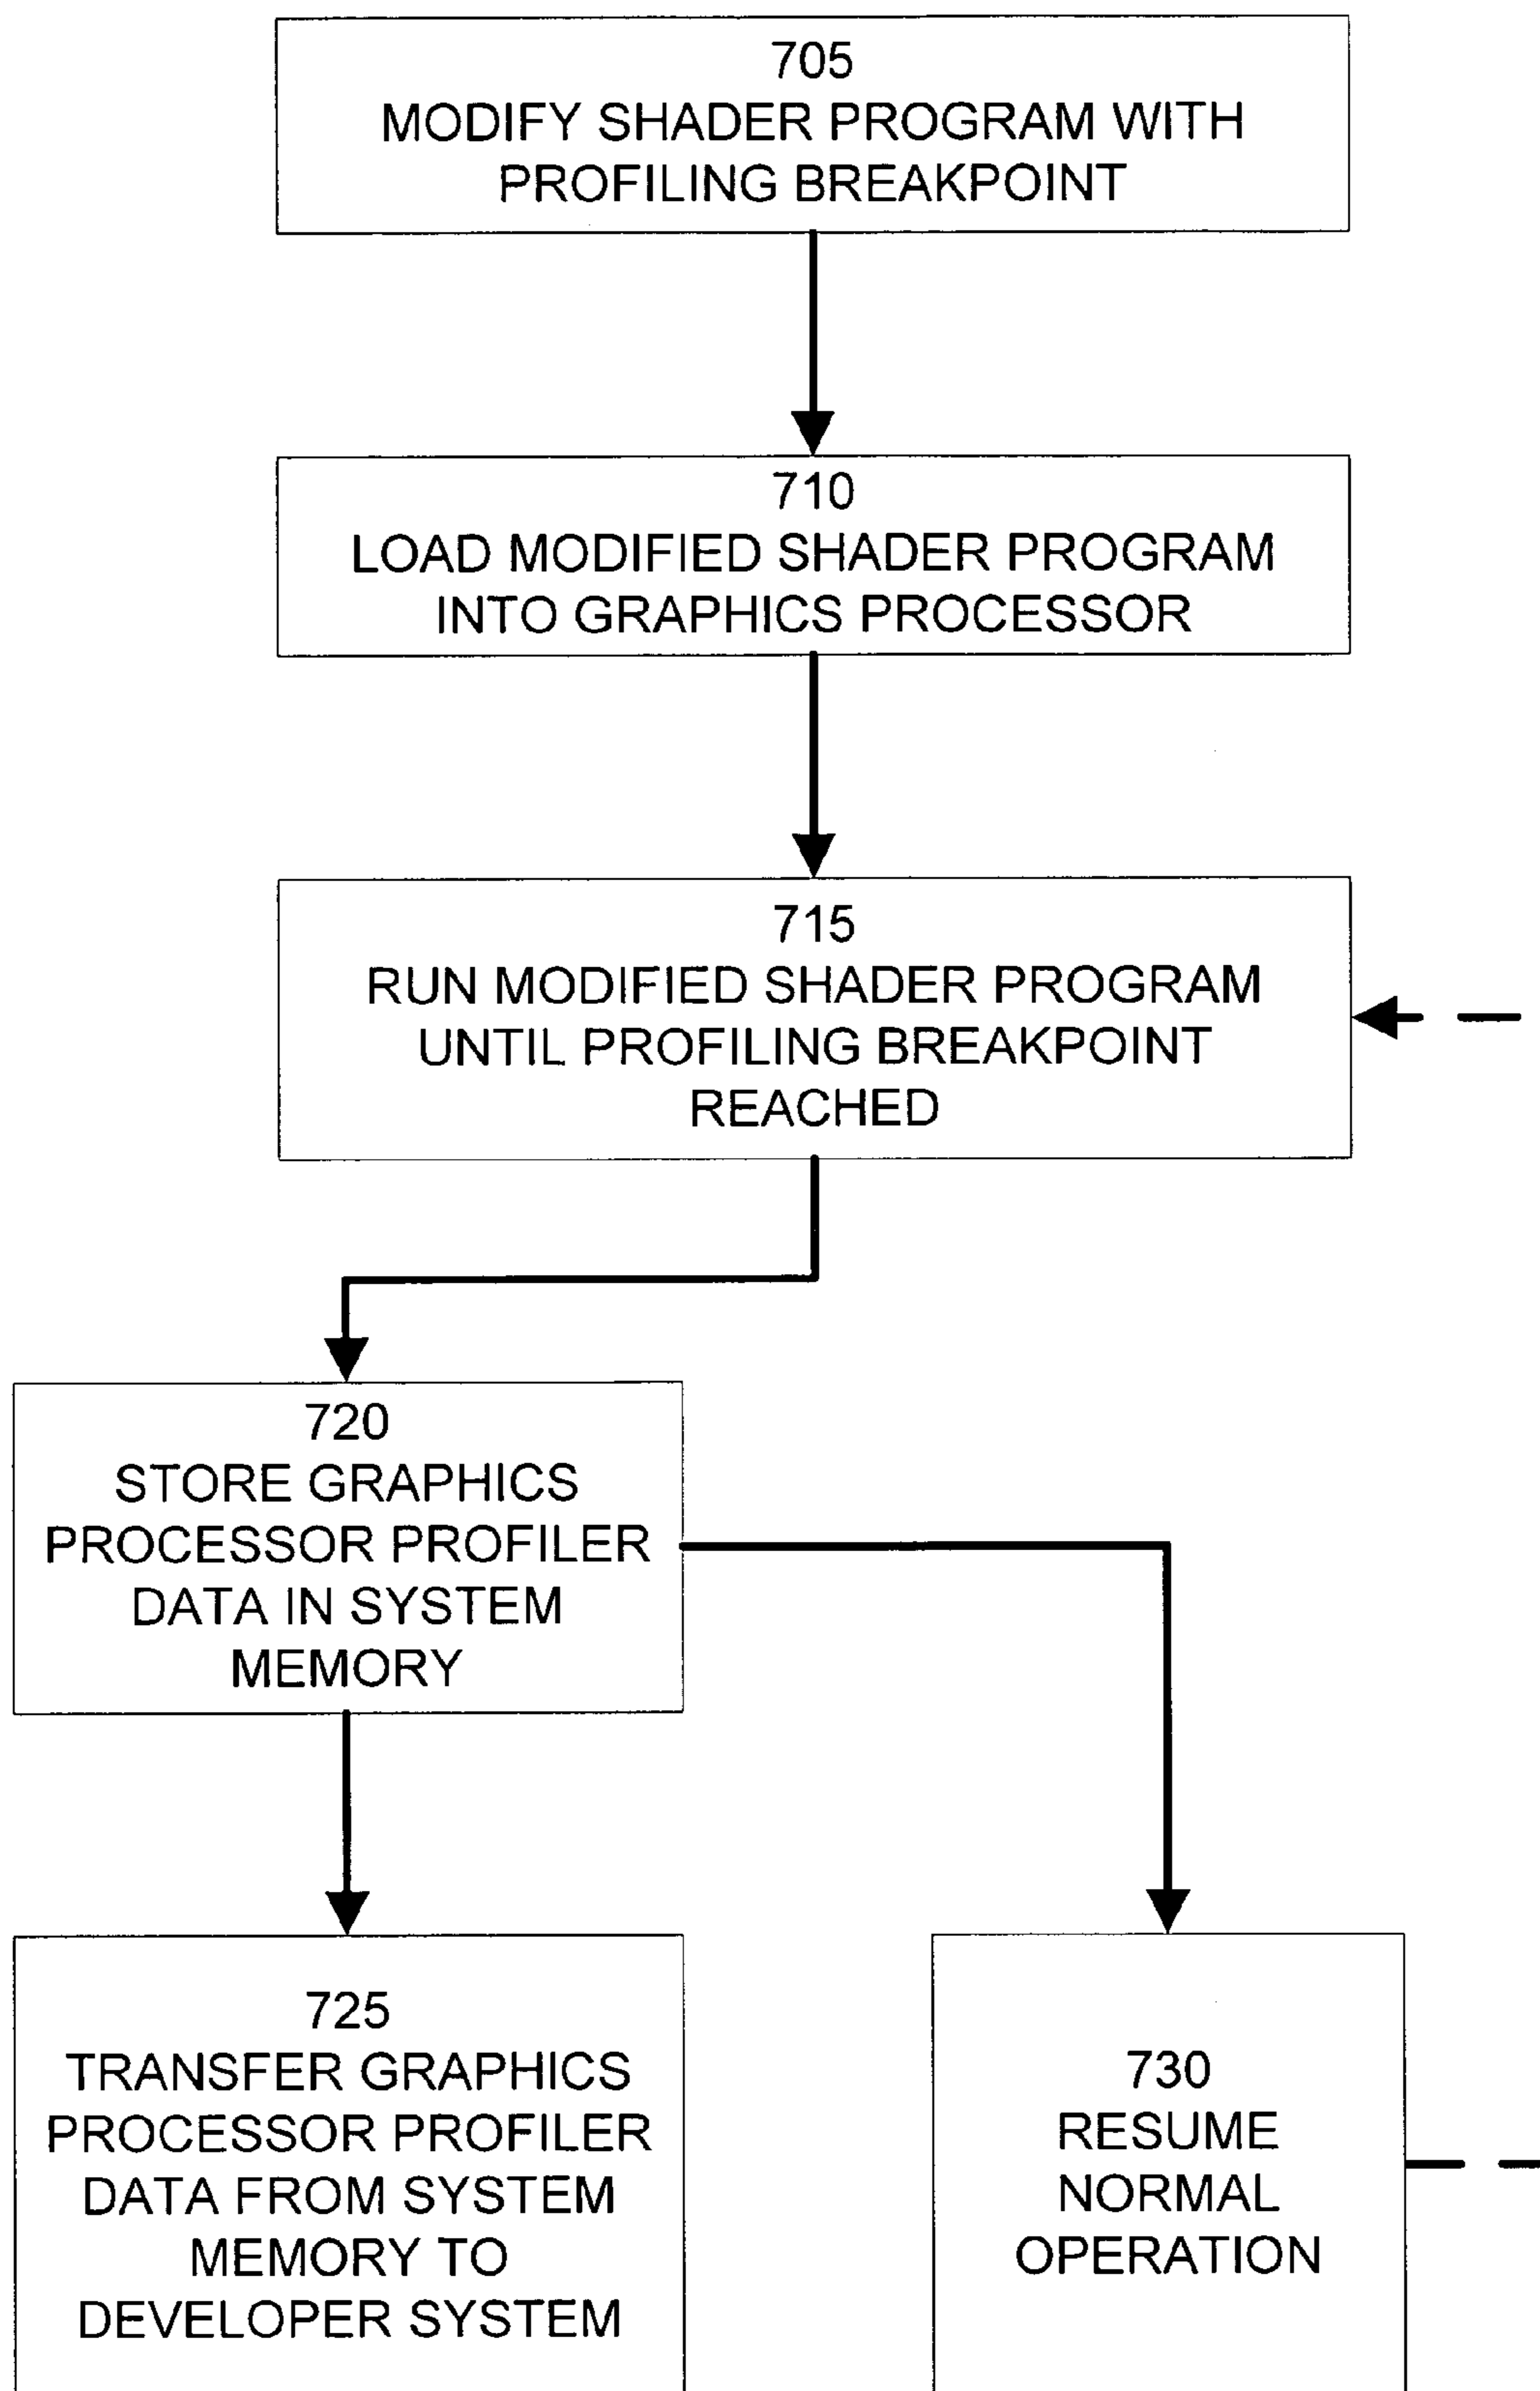 705
MODIFY SHADER PROGRAM WITH
PROFILING BREAKPOINT
710
LOAD MODIFIED SHADER PROGRAM
INTO GRAPHICS PROCESSOR
715
RUN MODIFIED SHADER PROGRAM
UNTIL PROFILING BREAKPOINT
REACHED
720
STORE GRAPHICS
PROCESSOR PROFILER
DATA IN SYSTEM
MEMORY
725
TRANSFER GRAPHICS
PROCESSOR PROFILER
DATA FROM SYSTEM
MEMORY TO
DEVELOPER SYSTEM
730
RESUME
NORMAL
OPERATION